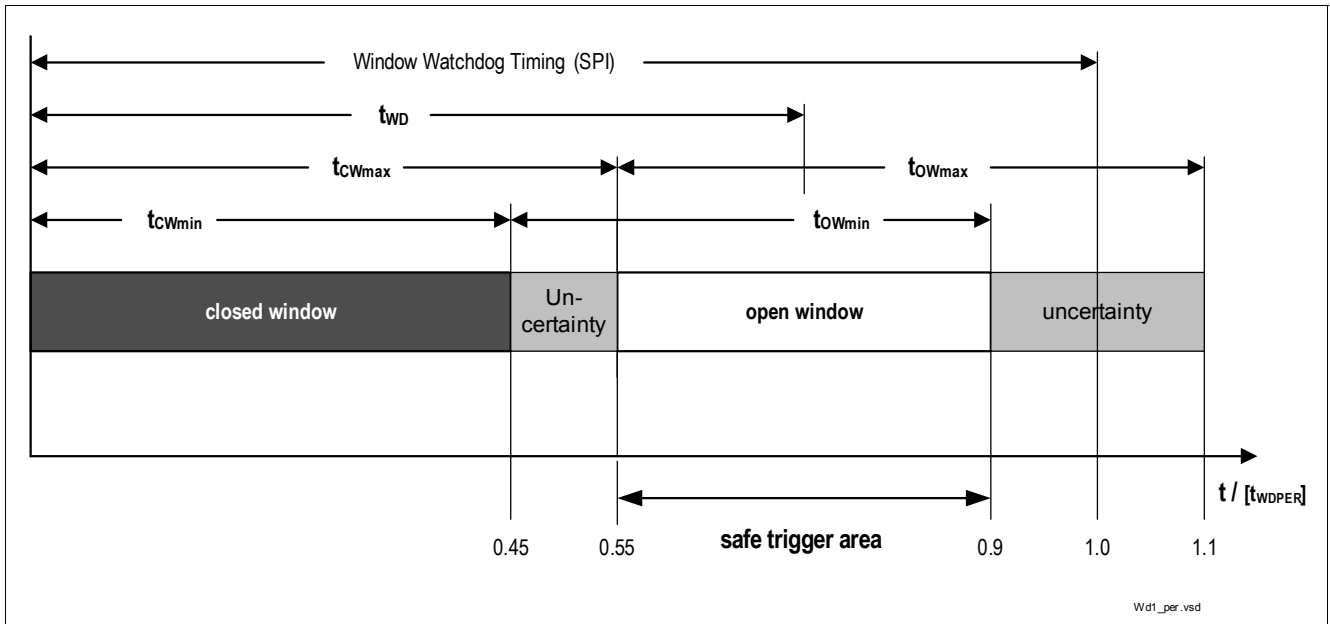 Window Watchdog Timing (SPI)
tWD
tCWmax
tOWmax
tCWmin
tOWmin
closed window
Un-
certainty
open window
uncertainty
t / [tWDPER]
safe trigger area
0.45
0.55
0.9
1.0
1.1
Wd1_per.vsd